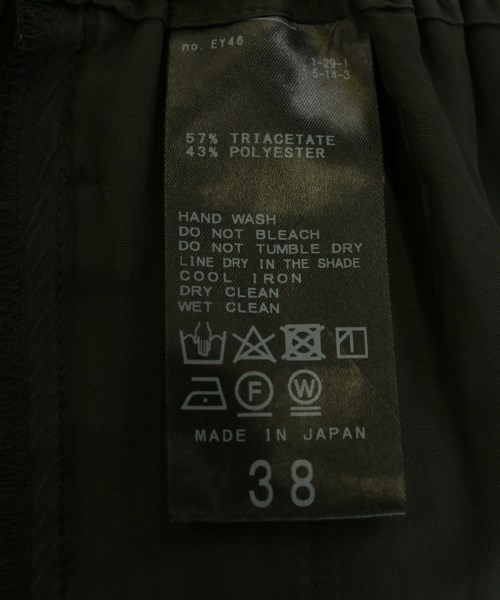 no. EY46
1-29-1
5-14-3
57% TRIACETATE
43% POLYESTER
HAND WASH
DO NOT BLEACH
DO NOT TUMBLE DRY
LINE DRY IN THE SHADE
COOL IRON
DRY CLEAN
WET CLEAN
F W
MADE IN JAPAN
38